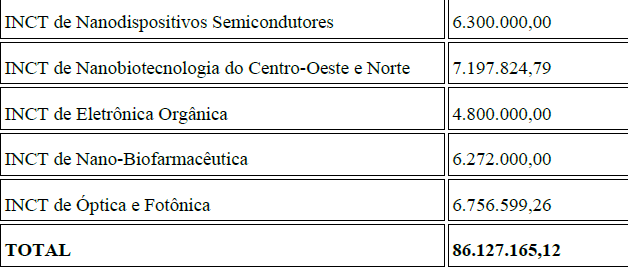 INCT de Nanodispositivos Semicondutores 6.300.000,00
INCT de Nanobiotecnologia do Centro-Oeste e Norte 7.197.824,79
INCT de Eletrônica Orgânica 4.800.000,00
INCT de Nano-Biofarmacêutica 6.272.000,00
INCT de Óptica e Fotônica 6.756.599,26
TOTAL 86.127.165,12